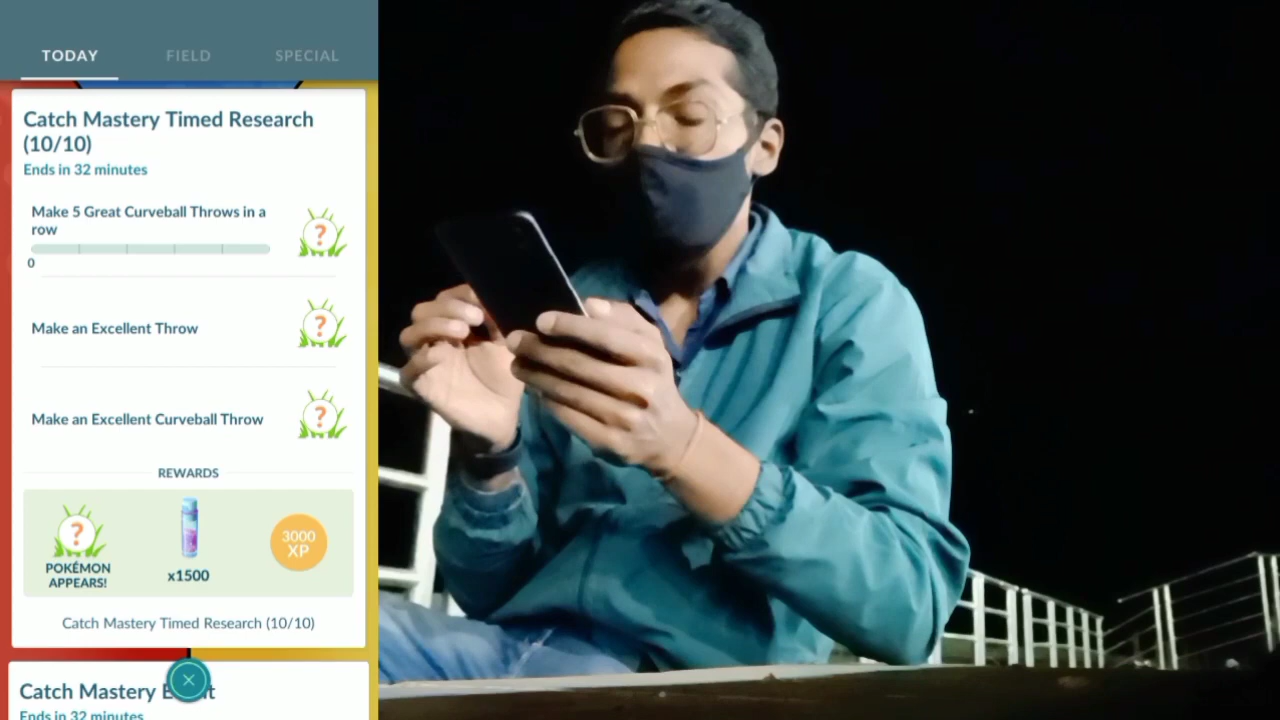 TODAY
FIELD
SPECIAL
Catch Mastery Timed Research
(10/10)
Ends in 32 minutes
Make 5 Great Curveball Throws in a
row
0
?
Make an Excellent Throw
?
Make an Excellent Curveball Throw
?
REWARDS
?
POKÉMON
APPEARS!
x1500
3000
XP
Catch Mastery Timed Research (10/10)
Catch Mastery
Ends in 32 minutes